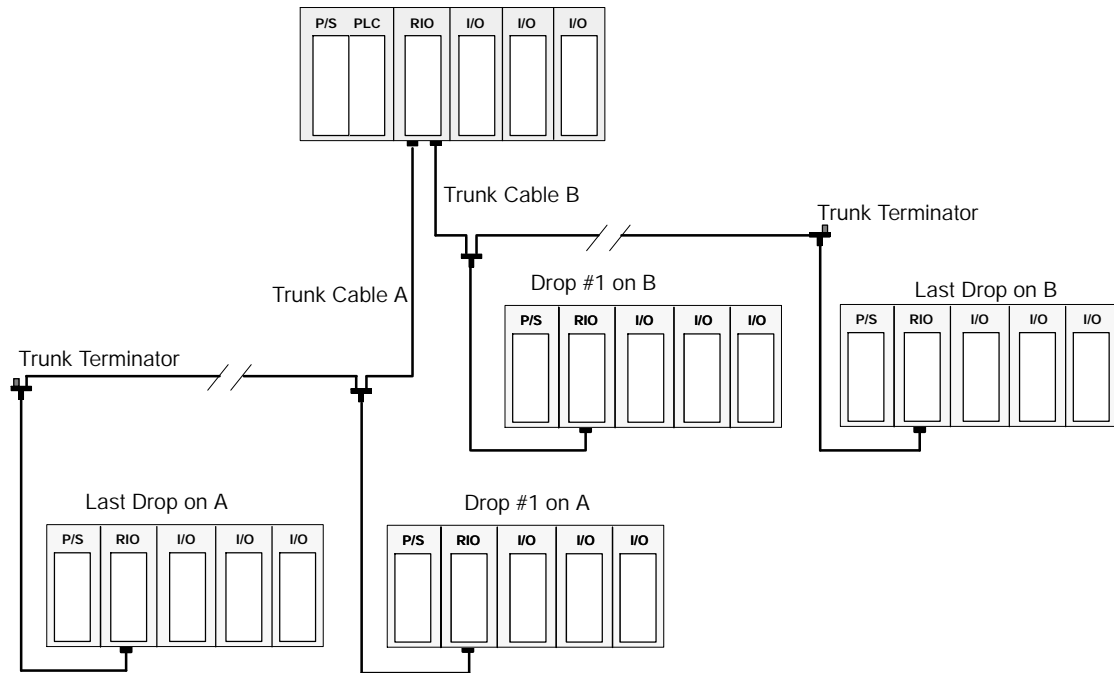 P/S PLC RIO I/O I/O I/O
Trunk Cable B
Trunk Terminator
Trunk Cable A
Drop #1 on B
Last Drop on B
P/S RIO I/O I/O I/O
P/S RIO I/O I/O I/O
Trunk Terminator
Last Drop on A
Drop #1 on A
P/S RIO I/O I/O I/O
P/S RIO I/O I/O I/O